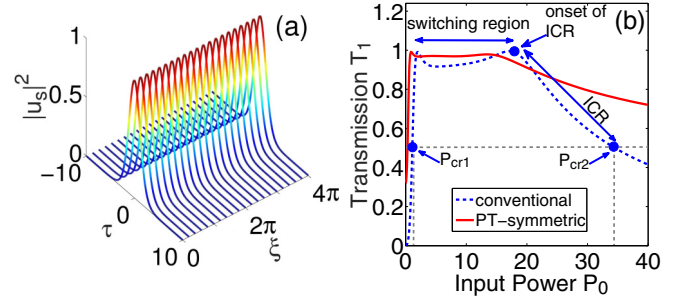 (a)
|u_s|^2
1
0.5
0
−10
0
10
τ
0
2π
4π
ξ
(b)
switching region
onset of
ICR
ICR
P_cr1
P_cr2
conventional
PT−symmetric
Transmission T_1
1
0.8
0.6
0.4
0.2
0
0 10 20 30 40
Input Power P_0